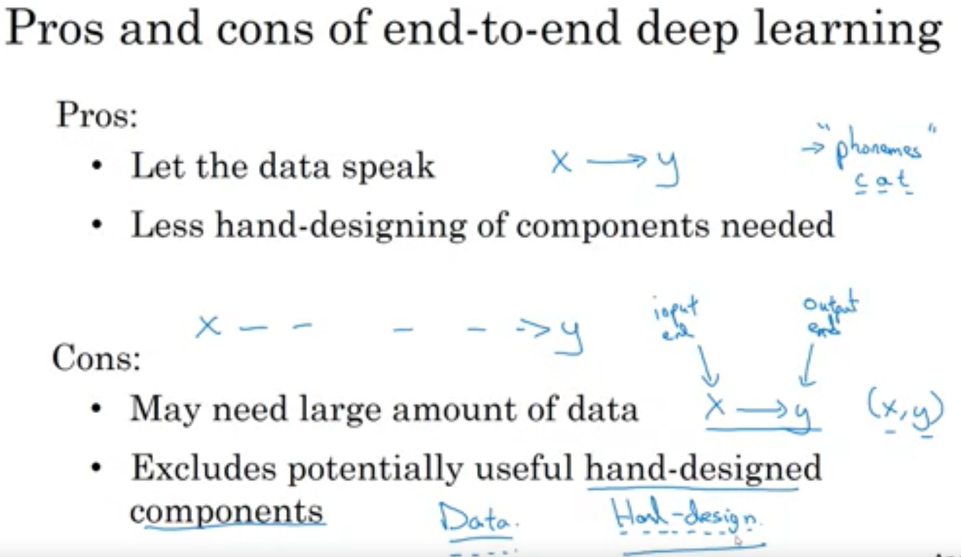 Pros and cons of end-to-end deep learning
Pros:
• Let the data speak
x → y
→ "phonemes"
c a t
• Less hand-designing of components needed
x - - - - -> y
input end
output end
Cons:
• May need large amount of data
x → y
(x, y)
• Excludes potentially useful hand-designed
components
Data.
Hand-design.